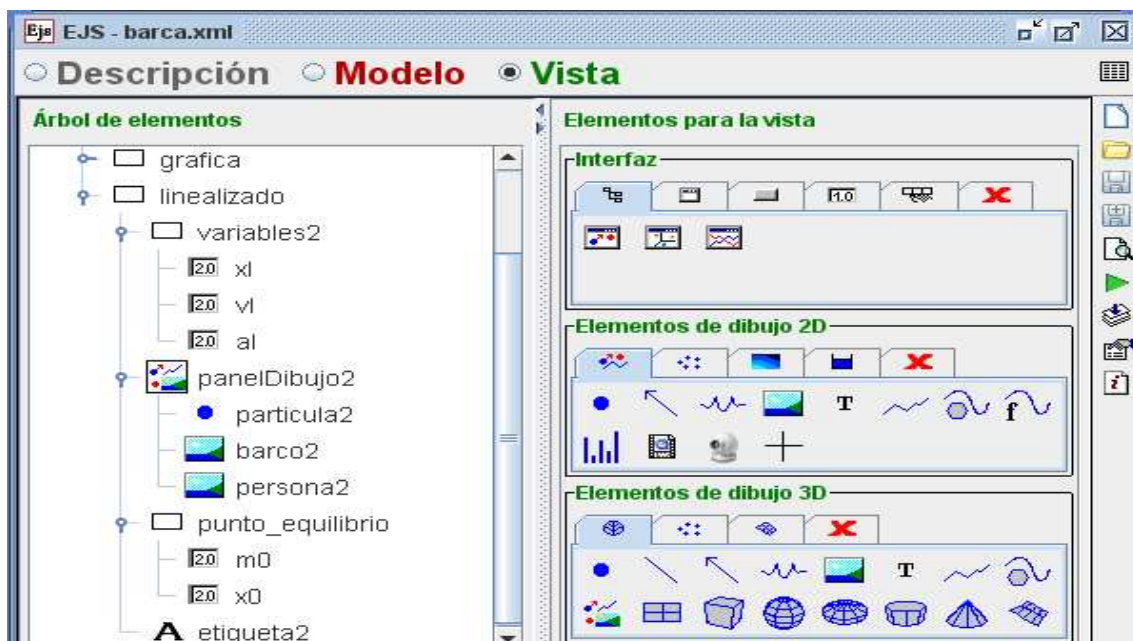 Ejs EJS - barca.xml
Descripción Modelo Vista
Árbol de elementos
grafica
linealizado
variables2
2.0 xl
2.0 vl
2.0 al
panelDibujo2
particula2
barco2
persona2
punto_equilibrio
2.0 m0
2.0 x0
A etiqueta2
Elementos para la vista
Interfaz
1.0
Elementos de dibujo 2D
T
f
Elementos de dibujo 3D
T
i